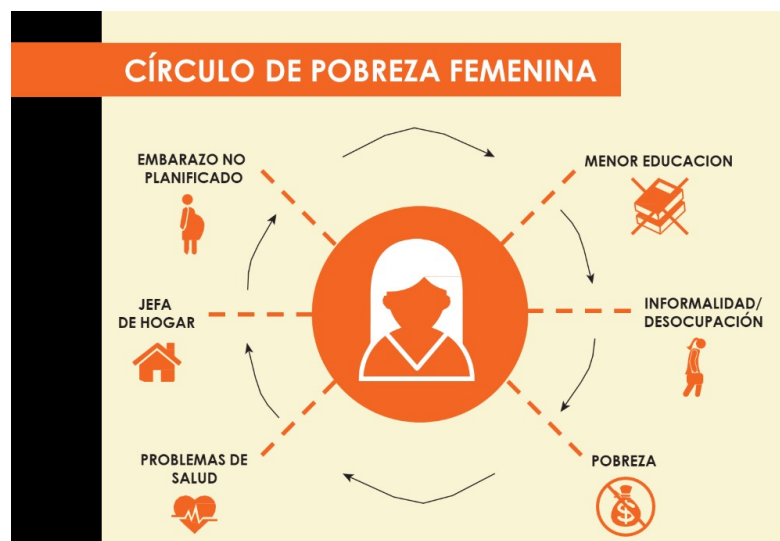 CÍRCULO DE POBREZA FEMENINA
EMBARAZO NO
PLANIFICADO
MENOR EDUCACION
JEFA
DE HOGAR
INFORMALIDAD/
DESOCUPACIÓN
PROBLEMAS DE
SALUD
POBREZA